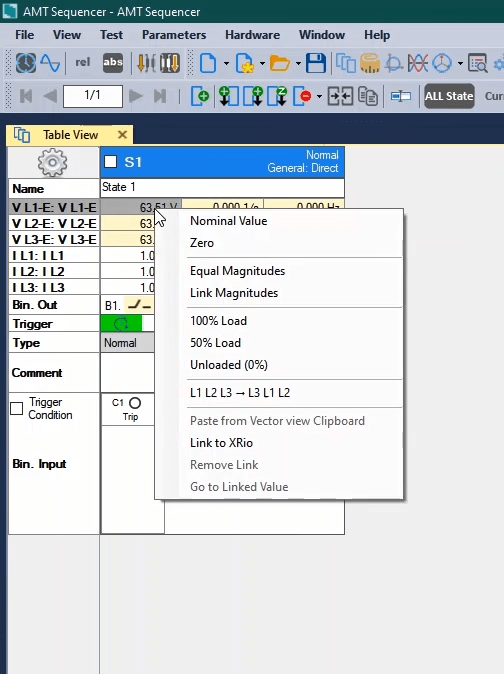 AMT Sequencer - AMT Sequencer
File View Test Parameters Hardware Window Help
rel abs
1/1 ALL State Curr
Table View
S1 Normal
General: Direct
Name State 1
V L1-E: V L1-E 63.51 V 0.000 1/s 0.000 Hz
V L2-E: V L2-E 63.
V L3-E: V L3-E 63.
I L1: I L1 1.0
I L2: I L2 1.0
I L3: I L3 1.0
Bin. Out B1.
Trigger
Type Normal
Comment
Trigger Condition C1 Trip
Bin. Input
Nominal Value
Zero
Equal Magnitudes
Link Magnitudes
100% Load
50% Load
Unloaded (0%)
L1 L2 L3 → L3 L1 L2
Paste from Vector view Clipboard
Link to XRio
Remove Link
Go to Linked Value